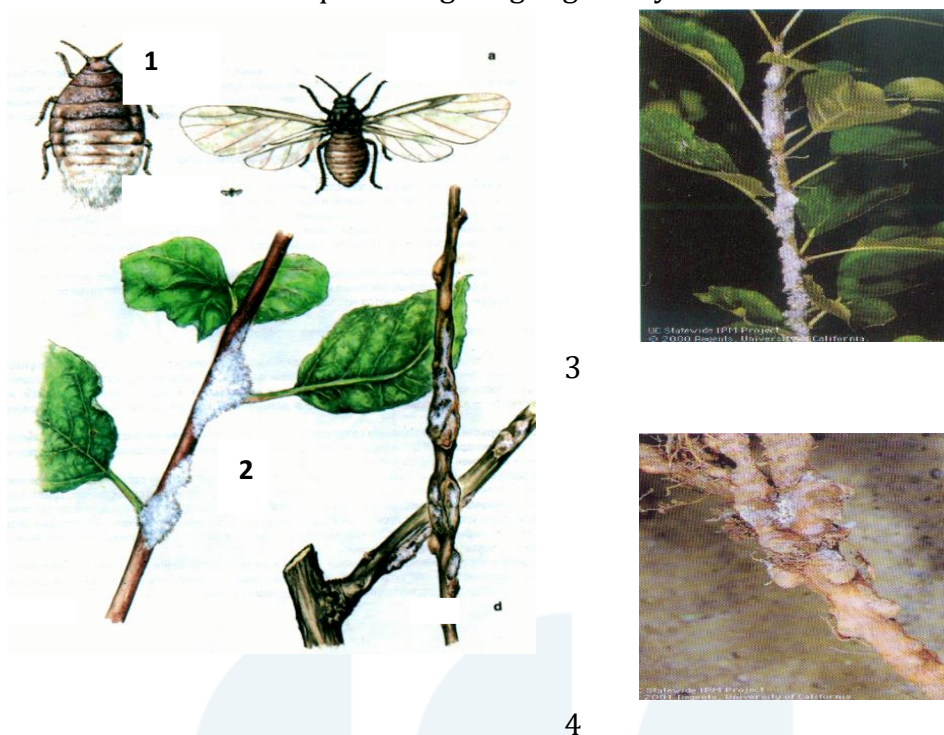 1
a
2
d
UC Statewide IPM Project
© 2000 Regents, University of California
3
Statewide IPM Project
2001 Regents, University of California
4